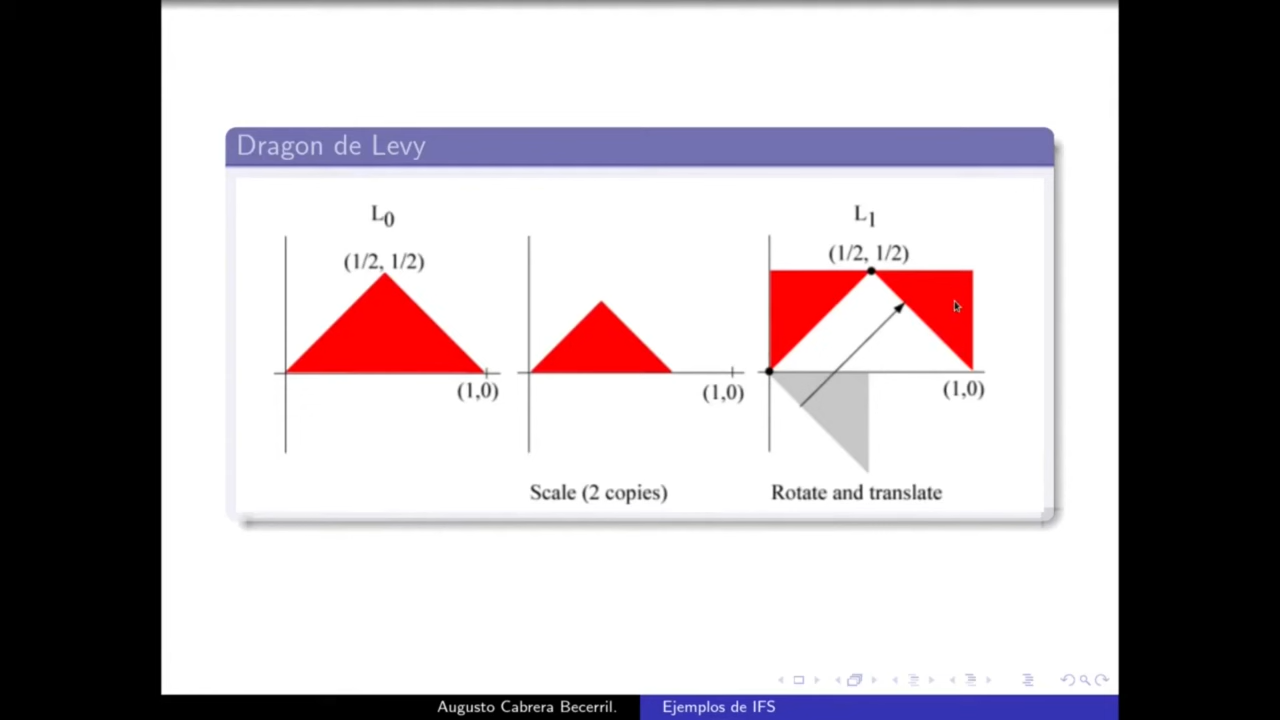 Dragon de Levy
L0
(1/2, 1/2)
(1,0)
(1,0)
Scale (2 copies)
L1
(1/2, 1/2)
(1,0)
Rotate and translate
Augusto Cabrera Becerril.
Ejemplos de IFS